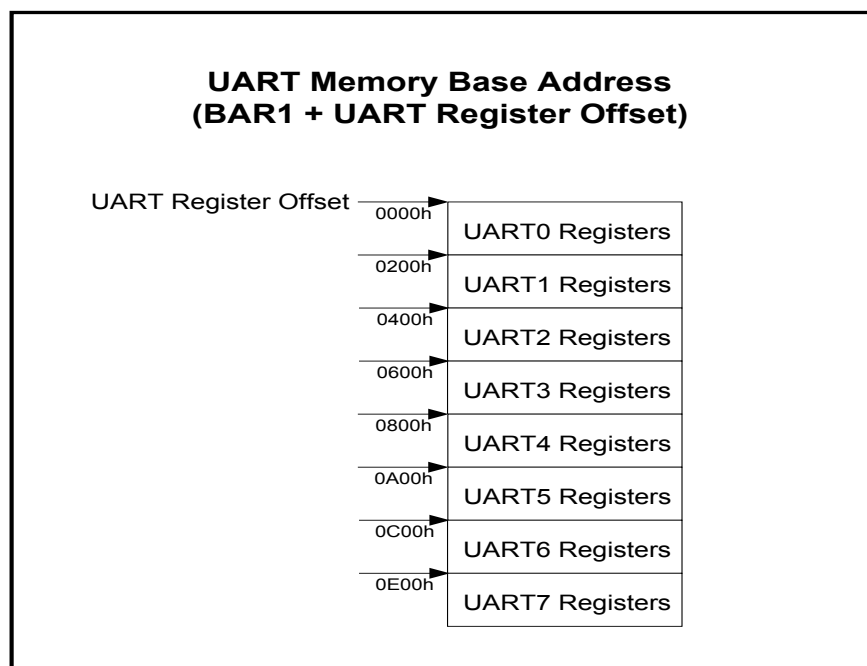 UART Memory Base Address
(BAR1 + UART Register Offset)
UART Register Offset
0000h
UART0 Registers
0200h
UART1 Registers
0400h
UART2 Registers
0600h
UART3 Registers
0800h
UART4 Registers
0A00h
UART5 Registers
0C00h
UART6 Registers
0E00h
UART7 Registers